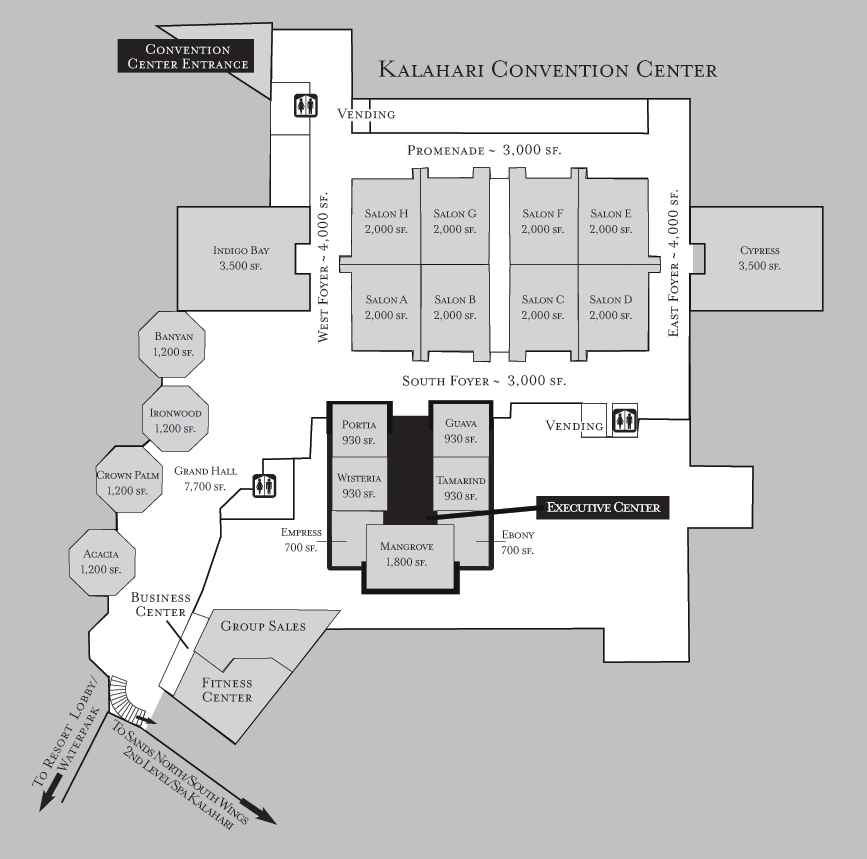 Convention
Center Entrance
Kalahari Convention Center
Vending
Promenade ~ 3,000 sf.
West Foyer ~ 4,000 sf.
East Foyer ~ 4,000 sf.
Salon H
2,000 sf.
Salon G
2,000 sf.
Salon F
2,000 sf.
Salon E
2,000 sf.
Indigo Bay
3,500 sf.
Cypress
3,500 sf.
Salon A
2,000 sf.
Salon B
2,000 sf.
Salon C
2,000 sf.
Salon D
2,000 sf.
Banyan
1,200 sf.
South Foyer ~ 3,000 sf.
Ironwood
1,200 sf.
Portia
930 sf.
Guava
930 sf.
Vending
Crown Palm
1,200 sf.
Grand Hall
7,700 sf.
Wisteria
930 sf.
Tamarind
930 sf.
Executive Center
Empress
700 sf.
Mangrove
1,800 sf.
Ebony
700 sf.
Acacia
1,200 sf.
Business
Center
Group Sales
Fitness
Center
To Resort Lobby/
Waterpark
To Sands North/South Wings
2nd Level/Spa Kalahari